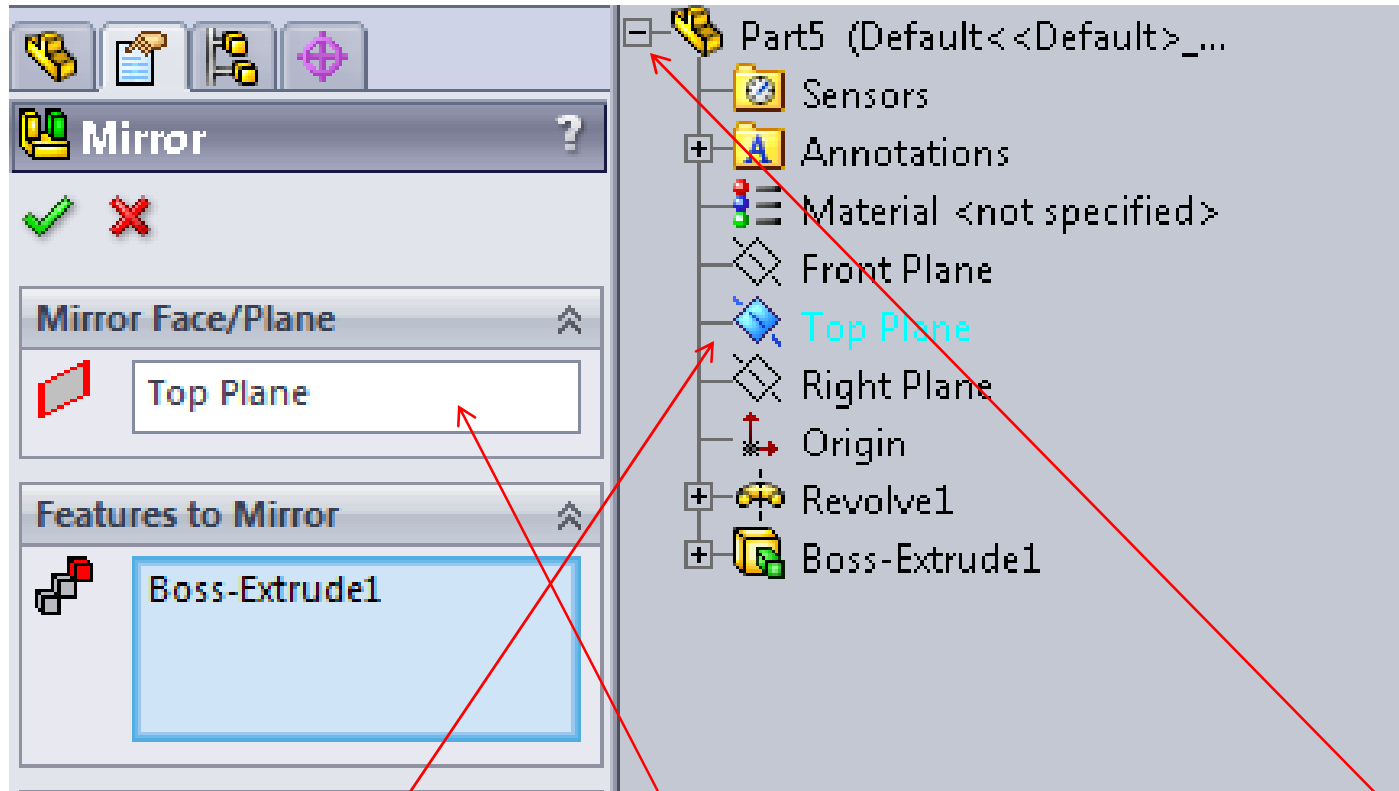 Mirror ?
Mirror Face/Plane
Top Plane
Features to Mirror
Boss-Extrude1
Part5 (Default<<Default>_...
Sensors
A Annotations
Material <not specified>
Front Plane
Top Plane
Right Plane
Origin
Revolve1
Boss-Extrude1